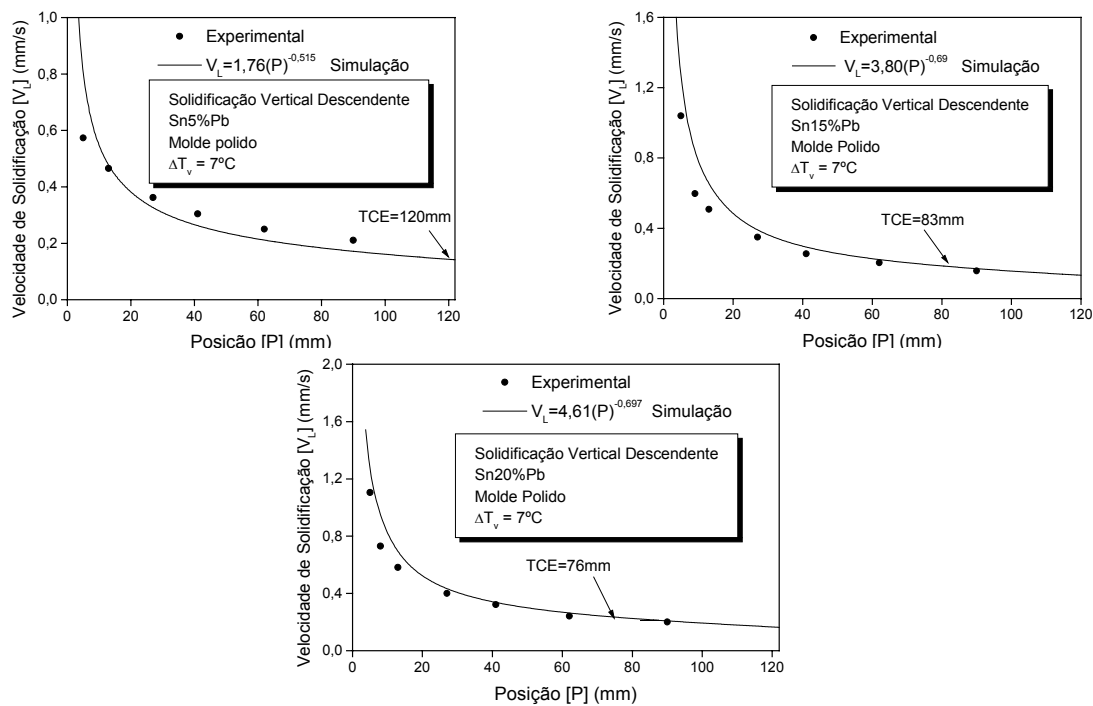 1,0
0,8
0,6
0,4
0,2
0,0
Velocidade de Solidificação [V_L] (mm/s)
Experimental
V_L=1,76(P)^-0,515 Simulação
Solidificação Vertical Descendente
Sn5%Pb
Molde polido
ΔT_v = 7ºC
TCE=120mm
0 20 40 60 80 100 120
Posição [P] (mm)
1,6
1,2
0,8
0,4
0,0
Velocidade de Solidificação [V_L] (mm/s)
Experimental
V_L=3,80(P)^-0,69 Simulação
Solidificação Vertical Descendente
Sn15%Pb
Molde Polido
ΔT_v = 7ºC
TCE=83mm
0 20 40 60 80 100 120
Posição [P] (mm)
2,0
1,6
1,2
0,8
0,4
0,0
Velocidade de Solidificação [V_L] (mm/s)
Experimental
V_L=4,61(P)^-0,697 Simulação
Solidificação Vertical Descendente
Sn20%Pb
Molde Polido
ΔT_v = 7ºC
TCE=76mm
0 20 40 60 80 100 120
Posição [P] (mm)